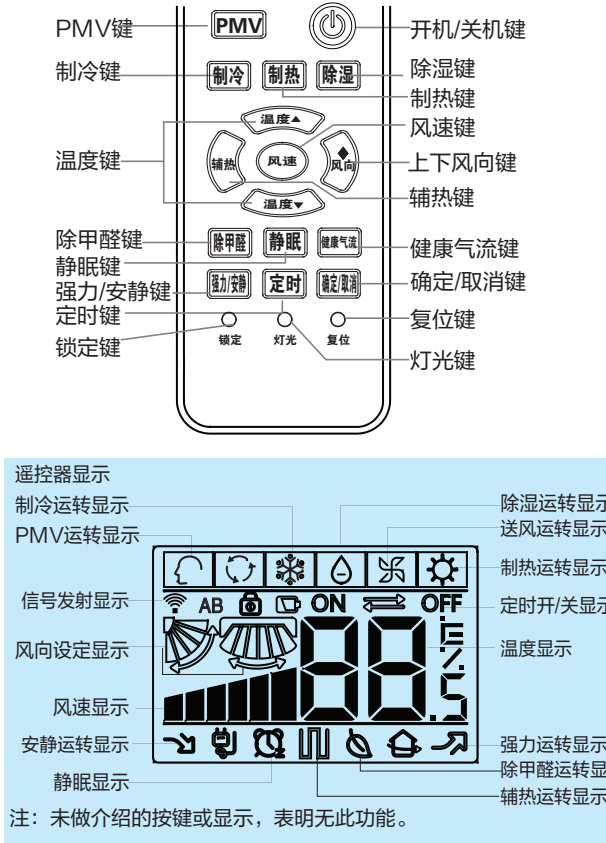 PMV键
PMV
开机/关机键
制冷键
制冷
制热
除湿
除湿键
制热键
温度▲
风速键
温度键
辅热
风速
风向
上下风向键
辅热键
温度▼
除甲醛键
除甲醛
静眠
健康气流
健康气流键
静眠键
强力/安静键
强力/安静
定时
确定/取消
确定/取消键
定时键
复位键
锁定
灯光
复位
锁定键
灯光键
遥控器显示
制冷运转显示
除湿运转显示
PMV运转显示
送风运转显示
制热运转显示
信号发射显示
AB
ON
OFF
定时开/关显示
风向设定显示
88
温度显示
风速显示
安静运转显示
强力运转显示
除甲醛运转显
静眠显示
辅热运转显示
注：未做介绍的按键或显示，表明无此功能。